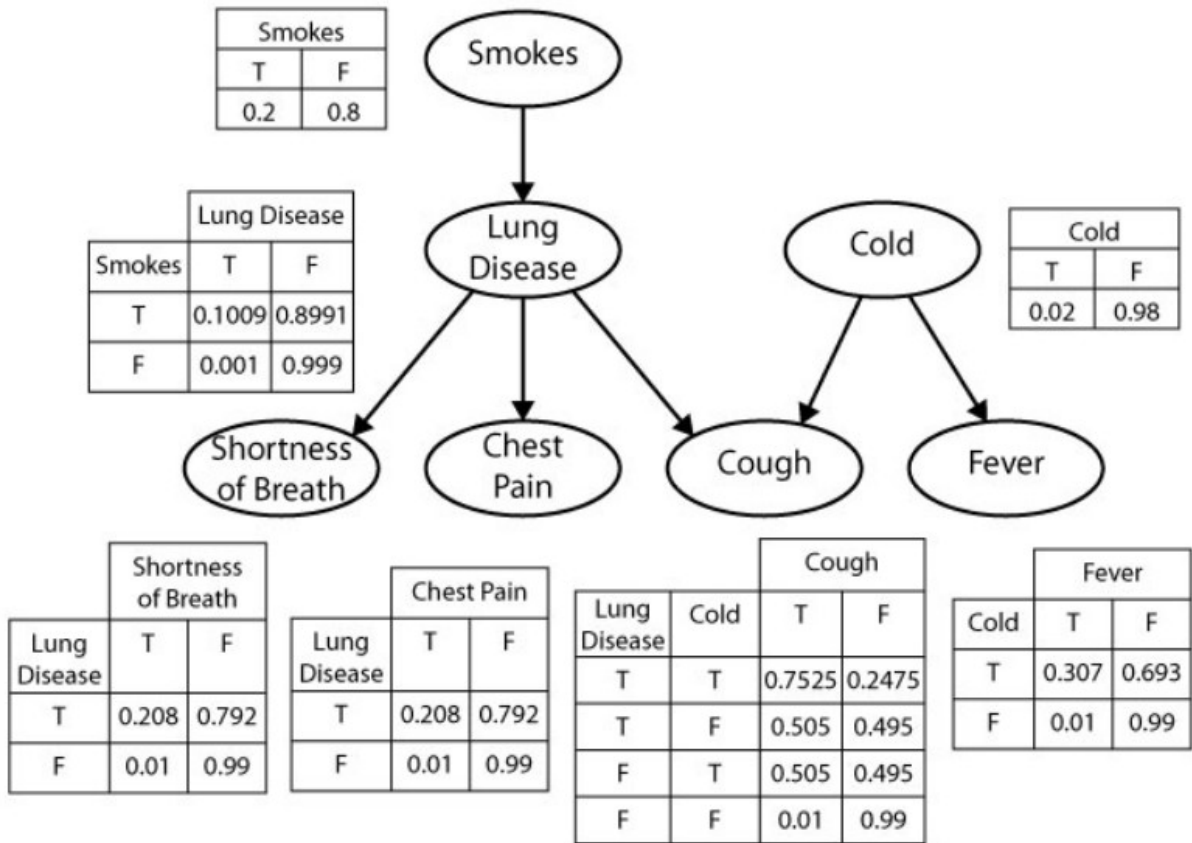 Smokes
T F
0.2 0.8
Smokes
Lung Disease
Smokes T F
T 0.1009 0.8991
F 0.001 0.999
Lung
Disease
Cold
Cold
T F
0.02 0.98
Shortness
of Breath
Chest
Pain
Cough
Fever
Shortness
of Breath
Lung
Disease
T F
T 0.208 0.792
F 0.01 0.99
Chest Pain
Lung
Disease
T F
T 0.208 0.792
F 0.01 0.99
Cough
Lung
Disease
Cold T F
T T 0.7525 0.2475
T F 0.505 0.495
F T 0.505 0.495
F F 0.01 0.99
Fever
Cold T F
T 0.307 0.693
F 0.01 0.99